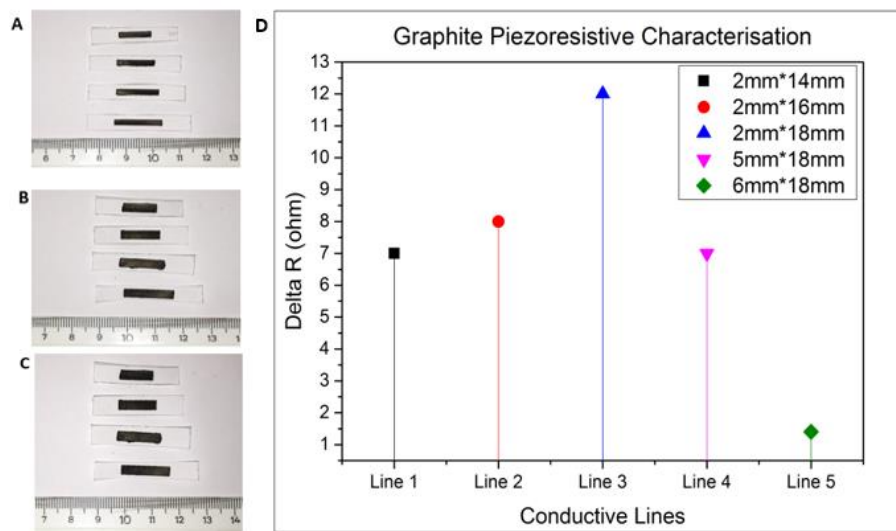 A
6 7 8 9 10 11 12 13
B
7 8 9 10 11 12 13
C
7 8 9 10 11 12 13 14
D
Graphite Piezoresistive Characterisation
13
12
11
10
9
8
7
6
5
4
3
2
1
Delta R (ohm)
2mm*14mm
2mm*16mm
2mm*18mm
5mm*18mm
6mm*18mm
Line 1 Line 2 Line 3 Line 4 Line 5
Conductive Lines